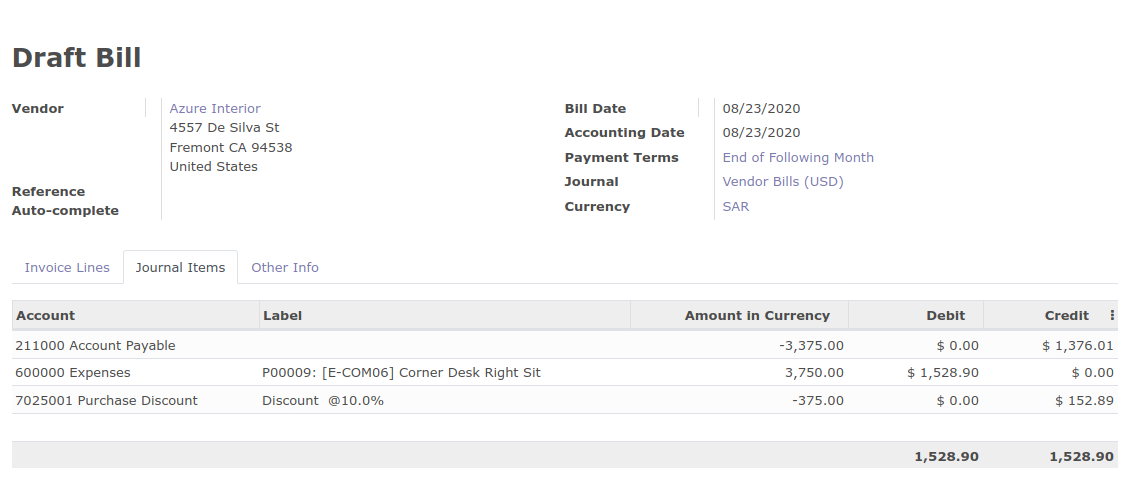 Draft Bill
Vendor
Azure Interior
4557 De Silva St
Fremont CA 94538
United States
Reference
Auto-complete
Bill Date 08/23/2020
Accounting Date 08/23/2020
Payment Terms End of Following Month
Journal Vendor Bills (USD)
Currency SAR
Invoice Lines Journal Items Other Info
Account Label Amount in Currency Debit Credit
211000 Account Payable -3,375.00 $ 0.00 $ 1,376.01
600000 Expenses P00009: [E-COM06] Corner Desk Right Sit 3,750.00 $ 1,528.90 $ 0.00
7025001 Purchase Discount Discount @10.0% -375.00 $ 0.00 $ 152.89
1,528.90 1,528.90